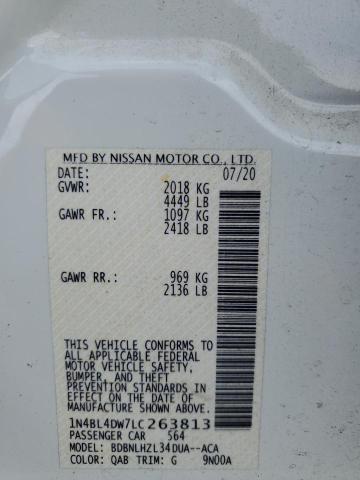 MFD BY NISSAN MOTOR CO., LTD.
DATE: 07/20
GVWR: 2018 KG
4449 LB
GAWR FR.: 1097 KG
2418 LB
GAWR RR.: 969 KG
2136 LB
THIS VEHICLE CONFORMS TO
ALL APPLICABLE FEDERAL
MOTOR VEHICLE SAFETY,
BUMPER, AND THEFT
PREVENTION STANDARDS
IN EFFECT ON THE DATE OF
MANUFACTURE SHOWN ABOVE.
1N4BL4DW7LC263813
PASSENGER CAR 564
MODEL: BDBNLHZL34DUA--ACA
COLOR: QAB TRIM: G 9N00A